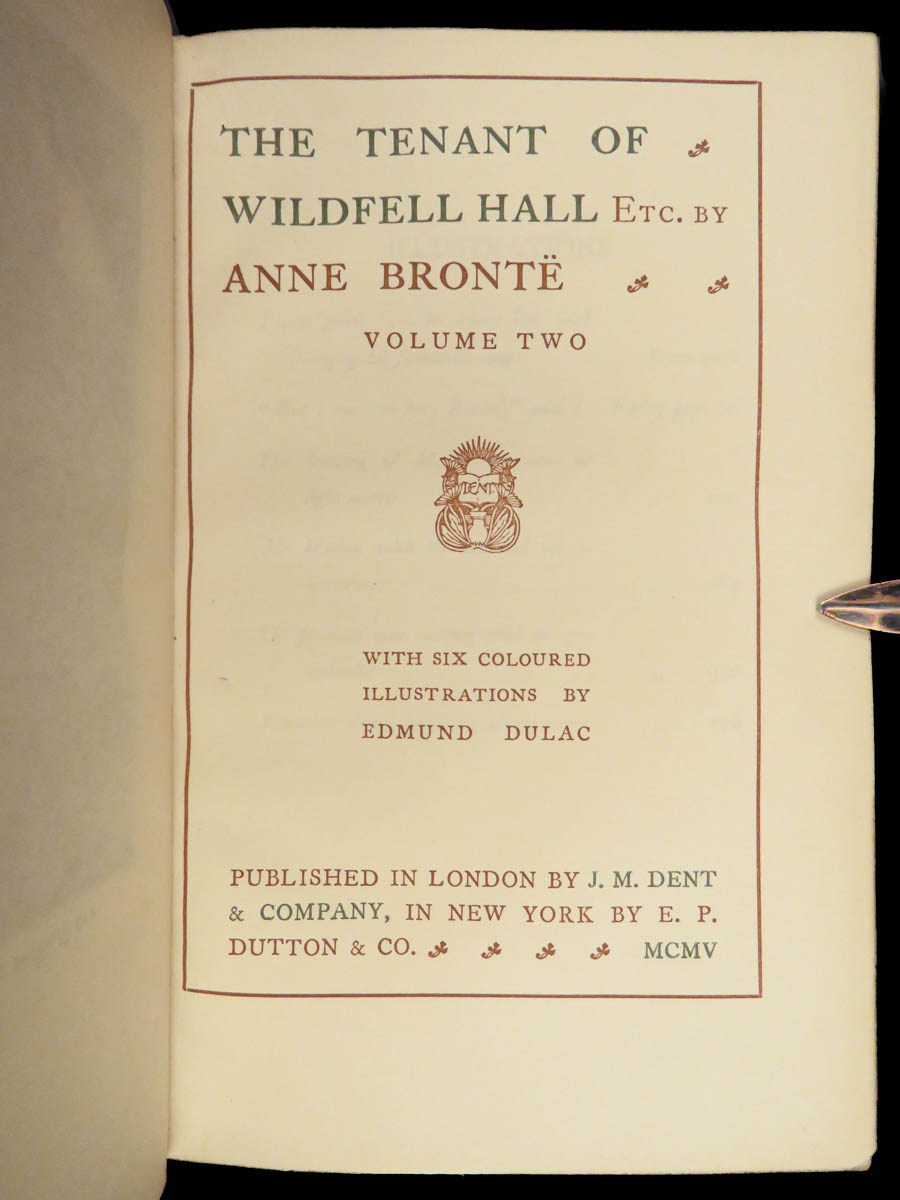 THE TENANT OF
WILDFELL HALL ETC. BY
ANNE BRONTË
VOLUME TWO
DENT
WITH SIX COLOURED
ILLUSTRATIONS BY
EDMUND DULAC
PUBLISHED IN LONDON BY J. M. DENT
& COMPANY, IN NEW YORK BY E. P.
DUTTON & CO. MCMV